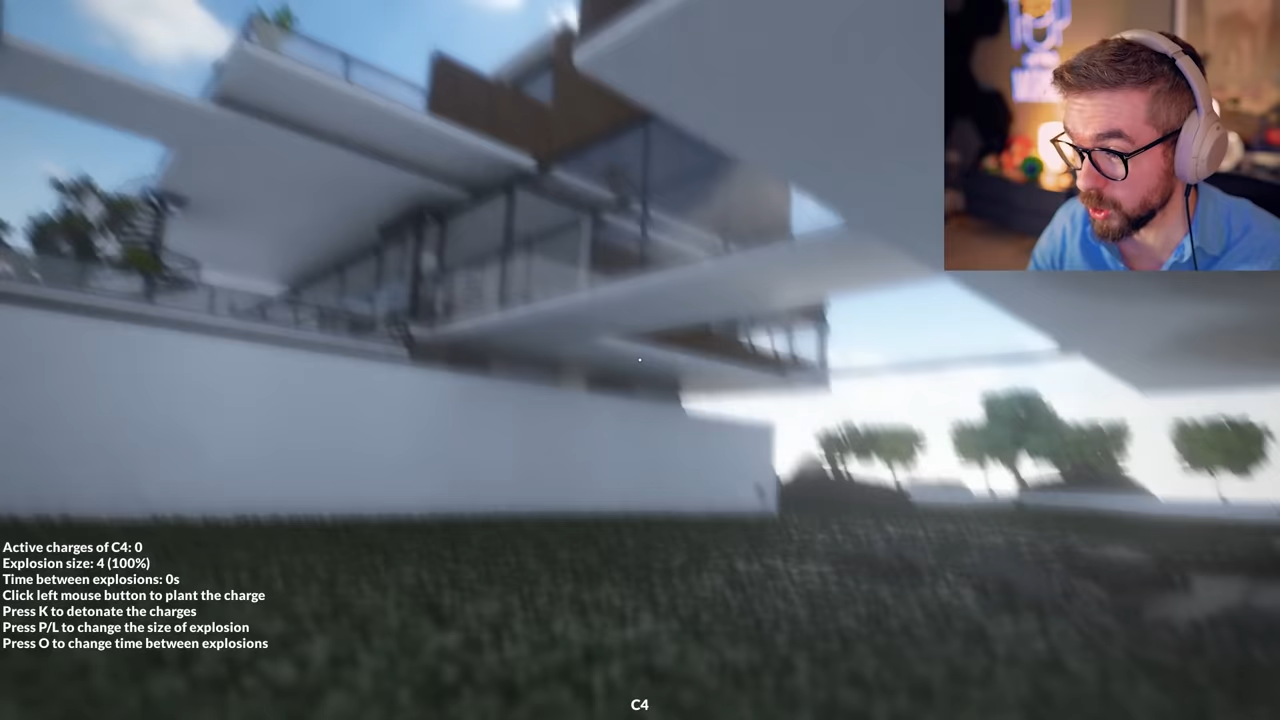 Active charges of C4: 0
Explosion size: 4 (100%)
Time between explosions: 0s
Click left mouse button to plant the charge
Press K to detonate the charges
Press P/L to change the size of explosion
Press O to change time between explosions
C4